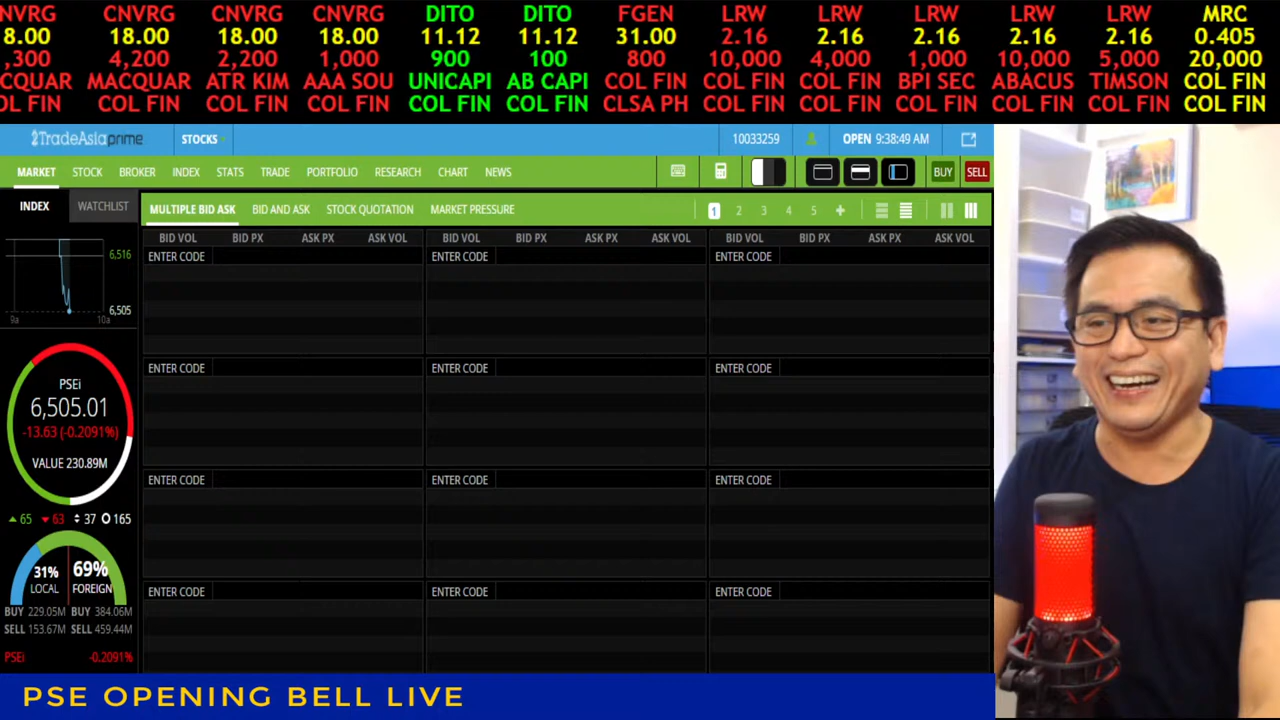 NVRG CNVRG CNVRG CNVRG DITO DITO FGEN LRW LRW LRW LRW LRW MRC
8.00 18.00 18.00 18.00 11.12 11.12 31.00 2.16 2.16 2.16 2.16 2.16 0.405
,300 4,200 2,200 1,000 900 100 800 10,000 4,000 1,000 10,000 5,000 20,000
CQUAR MACQUAR ATR KIM AAA SOU UNICAPI AB CAPI COL FIN COL FIN COL FIN BPI SEC ABACUS TIMSON COL FIN
OL FIN COL FIN COL FIN COL FIN COL FIN COL FIN CLSA PH COL FIN COL FIN COL FIN COL FIN COL FIN COL FIN
2TradeAsia prime STOCKS 10033259 OPEN 9:38:49 AM
MARKET STOCK BROKER INDEX STATS TRADE PORTFOLIO RESEARCH CHART NEWS BUY SELL
INDEX WATCHLIST MULTIPLE BID ASK BID AND ASK STOCK QUOTATION MARKET PRESSURE 1 2 3 4 5 +
BID VOL BID PX ASK PX ASK VOL BID VOL BID PX ASK PX ASK VOL BID VOL BID PX ASK PX ASK VOL
ENTER CODE ENTER CODE ENTER CODE
6,516
6,505
9a 10a
ENTER CODE ENTER CODE ENTER CODE
PSEi
6,505.01
-13.63 (-0.2091%)
VALUE 230.89M
ENTER CODE ENTER CODE ENTER CODE
65 63 37 165
31% 69%
LOCAL FOREIGN
ENTER CODE ENTER CODE ENTER CODE
BUY 229.05M BUY 384.06M
SELL 153.67M SELL 459.44M
PSEi -0.2091%
PSE OPENING BELL LIVE